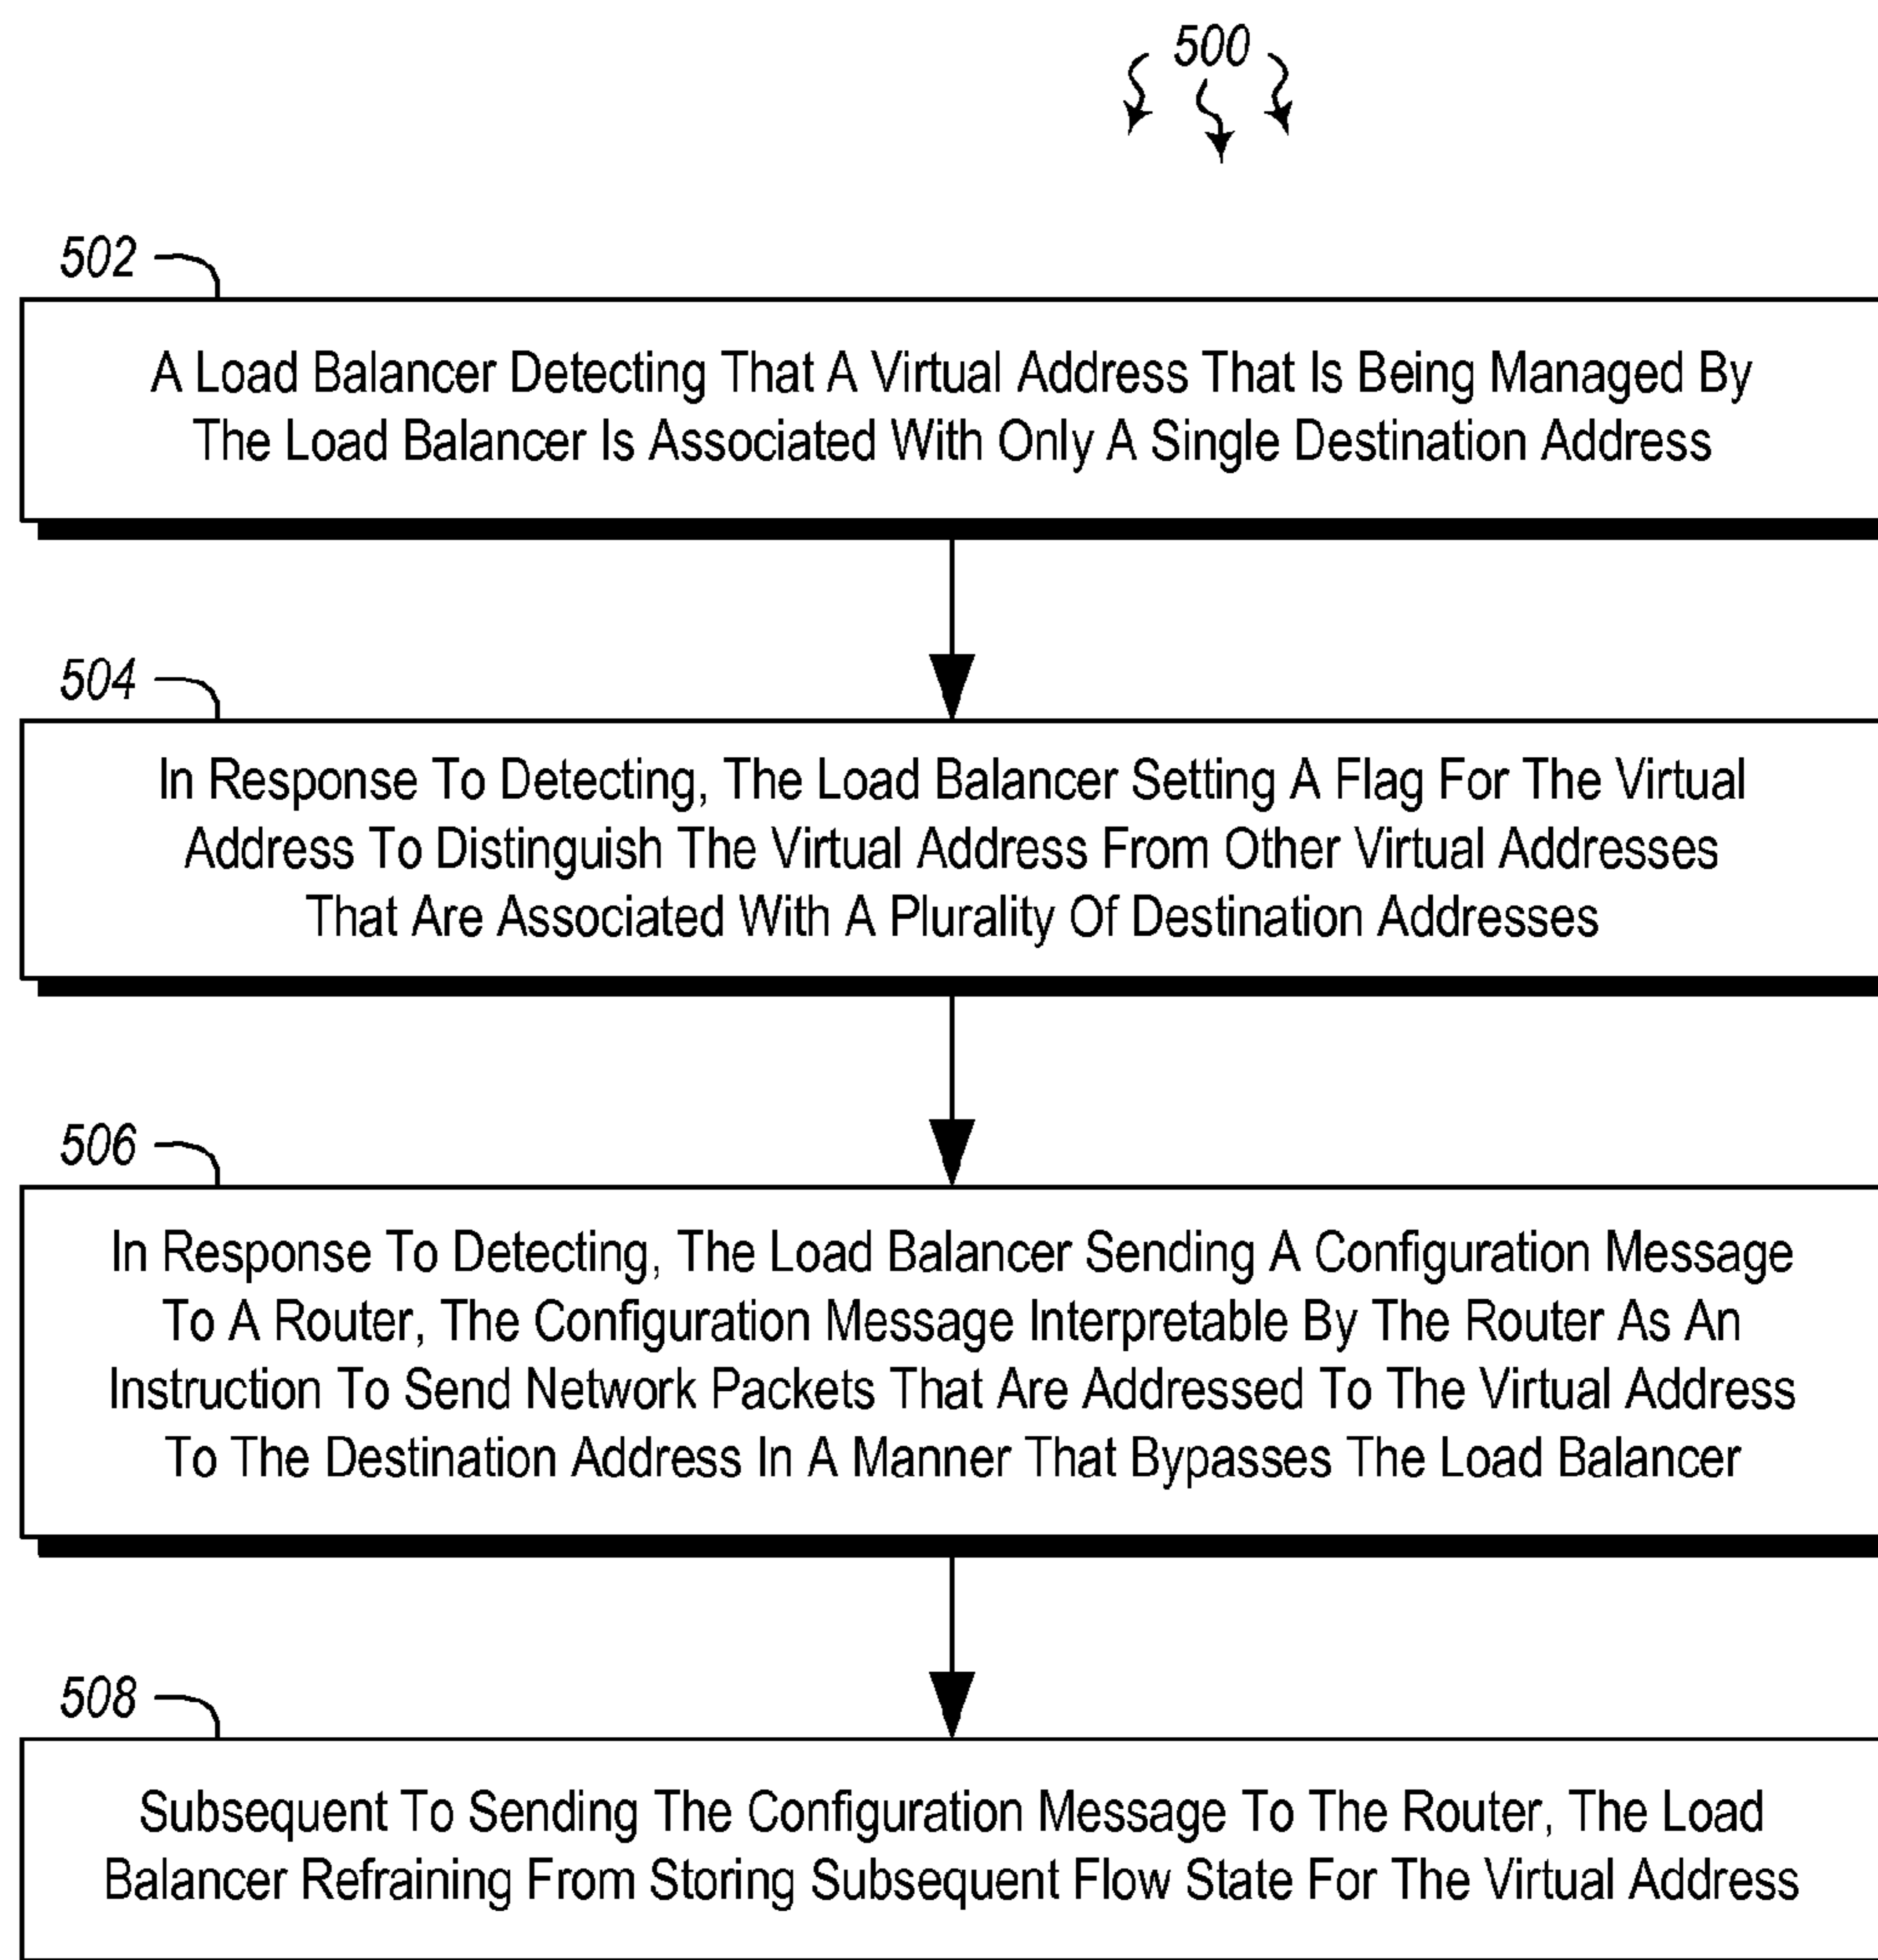 500
502
A Load Balancer Detecting That A Virtual Address That Is Being Managed By
The Load Balancer Is Associated With Only A Single Destination Address
504
In Response To Detecting, The Load Balancer Setting A Flag For The Virtual
Address To Distinguish The Virtual Address From Other Virtual Addresses
That Are Associated With A Plurality Of Destination Addresses
506
In Response To Detecting, The Load Balancer Sending A Configuration Message
To A Router, The Configuration Message Interpretable By The Router As An
Instruction To Send Network Packets That Are Addressed To The Virtual Address
To The Destination Address In A Manner That Bypasses The Load Balancer
508
Subsequent To Sending The Configuration Message To The Router, The Load
Balancer Refraining From Storing Subsequent Flow State For The Virtual Address